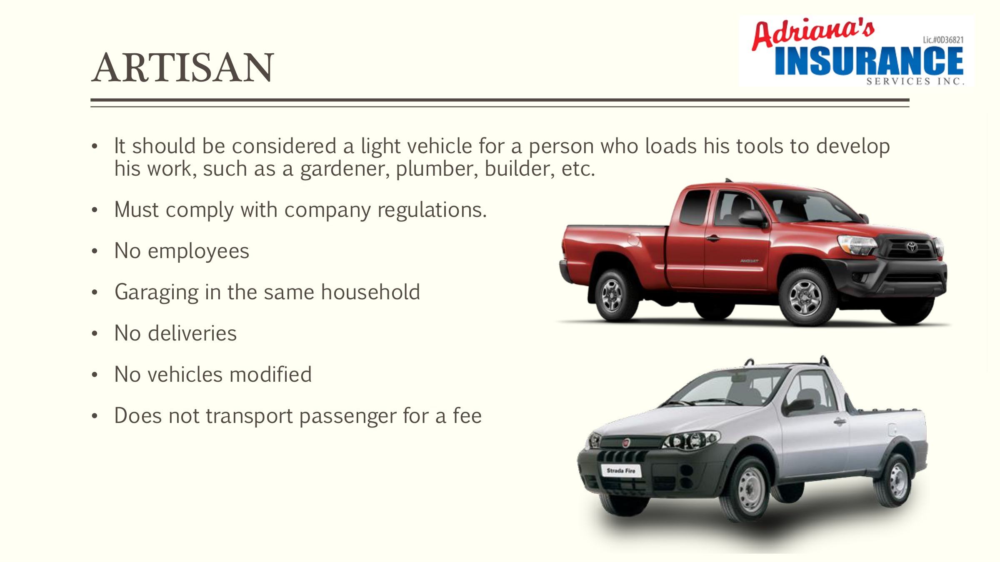 Adriana's
Lic.#0D36821
INSURANCE
SERVICES INC.
ARTISAN
• It should be considered a light vehicle for a person who loads his tools to develop
his work, such as a gardener, plumber, builder, etc.
• Must comply with company regulations.
• No employees
• Garaging in the same household
• No deliveries
• No vehicles modified
• Does not transport passenger for a fee
Strada Fire